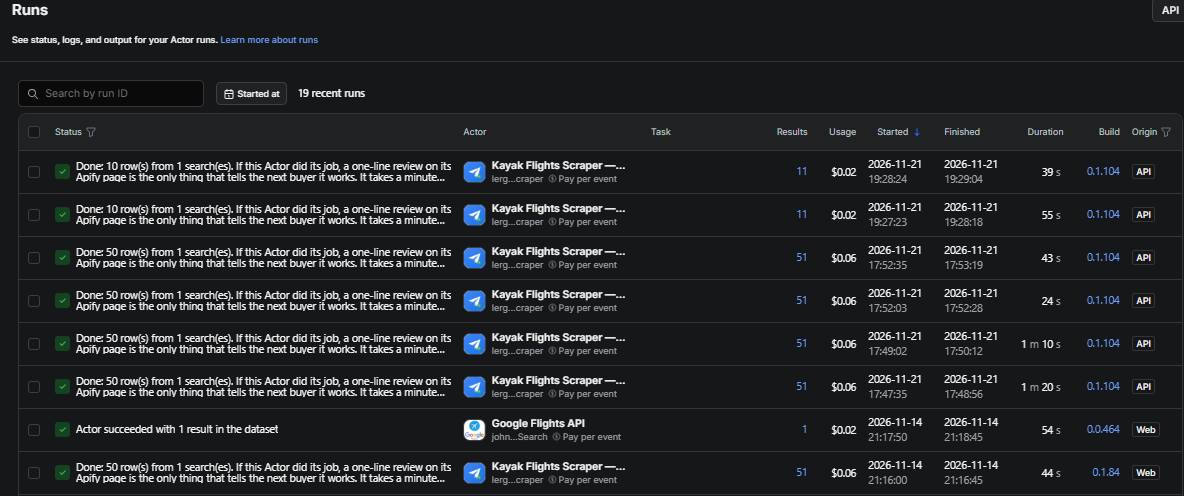 Runs
API
See status, logs, and output for your Actor runs. Learn more about runs
Search by run ID
Started at
19 recent runs
Status Actor Task Results Usage Started Finished Duration Build Origin
Done: 10 row(s) from 1 search(es). If this Actor did its job, a one-line review on its Kayak Flights Scraper —... 11 $0.02 2026-11-21 2026-11-21 39 s 0.1.104 API
Apify page is the only thing that tells the next buyer it works. It takes a minute... lerg...craper Pay per event 19:28:24 19:29:04
Done: 10 row(s) from 1 search(es). If this Actor did its job, a one-line review on its Kayak Flights Scraper —... 11 $0.02 2026-11-21 2026-11-21 55 s 0.1.104 API
Apify page is the only thing that tells the next buyer it works. It takes a minute... lerg...craper Pay per event 19:27:23 19:28:18
Done: 50 row(s) from 1 search(es). If this Actor did its job, a one-line review on its Kayak Flights Scraper —... 51 $0.06 2026-11-21 2026-11-21 43 s 0.1.104 API
Apify page is the only thing that tells the next buyer it works. It takes a minute... lerg...craper Pay per event 17:52:35 17:53:19
Done: 50 row(s) from 1 search(es). If this Actor did its job, a one-line review on its Kayak Flights Scraper —... 51 $0.06 2026-11-21 2026-11-21 24 s 0.1.104 API
Apify page is the only thing that tells the next buyer it works. It takes a minute... lerg...craper Pay per event 17:52:03 17:52:28
Done: 50 row(s) from 1 search(es). If this Actor did its job, a one-line review on its Kayak Flights Scraper —... 51 $0.06 2026-11-21 2026-11-21 1 m 10 s 0.1.104 API
Apify page is the only thing that tells the next buyer it works. It takes a minute... lerg...craper Pay per event 17:49:02 17:50:12
Done: 50 row(s) from 1 search(es). If this Actor did its job, a one-line review on its Kayak Flights Scraper —... 51 $0.06 2026-11-21 2026-11-21 1 m 20 s 0.1.104 API
Apify page is the only thing that tells the next buyer it works. It takes a minute... lerg...craper Pay per event 17:47:35 17:48:56
Actor succeeded with 1 result in the dataset Google Google Flights API 1 $0.02 2026-11-14 2026-11-14 54 s 0.0.464 Web
john...Search Pay per event 21:17:50 21:18:45
Done: 50 row(s) from 1 search(es). If this Actor did its job, a one-line review on its Kayak Flights Scraper —... 51 $0.06 2026-11-14 2026-11-14 44 s 0.1.84 Web
Apify page is the only thing that tells the next buyer it works. It takes a minute... lerg...craper Pay per event 21:16:00 21:16:45